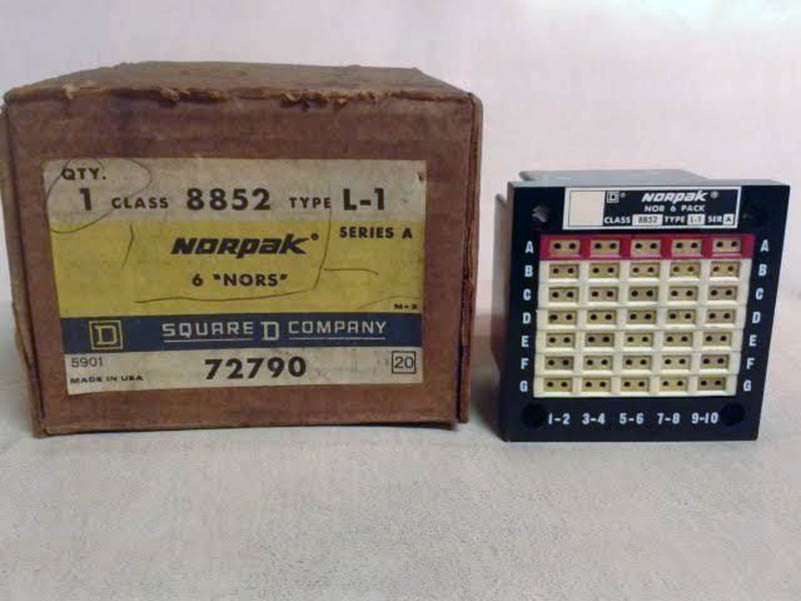 QTY.
1 CLASS 8852 TYPE L-1
NORpak® SERIES A
6 "NORS"
M-2
D SQUARE D COMPANY
5901 72790 20
MADE IN USA
D® NORpak®
NOR 6 PACK
CLASS 8852 TYPE L-1 SER A
A A
B B
C C
D D
E E
F F
G G
1-2 3-4 5-6 7-8 9-10